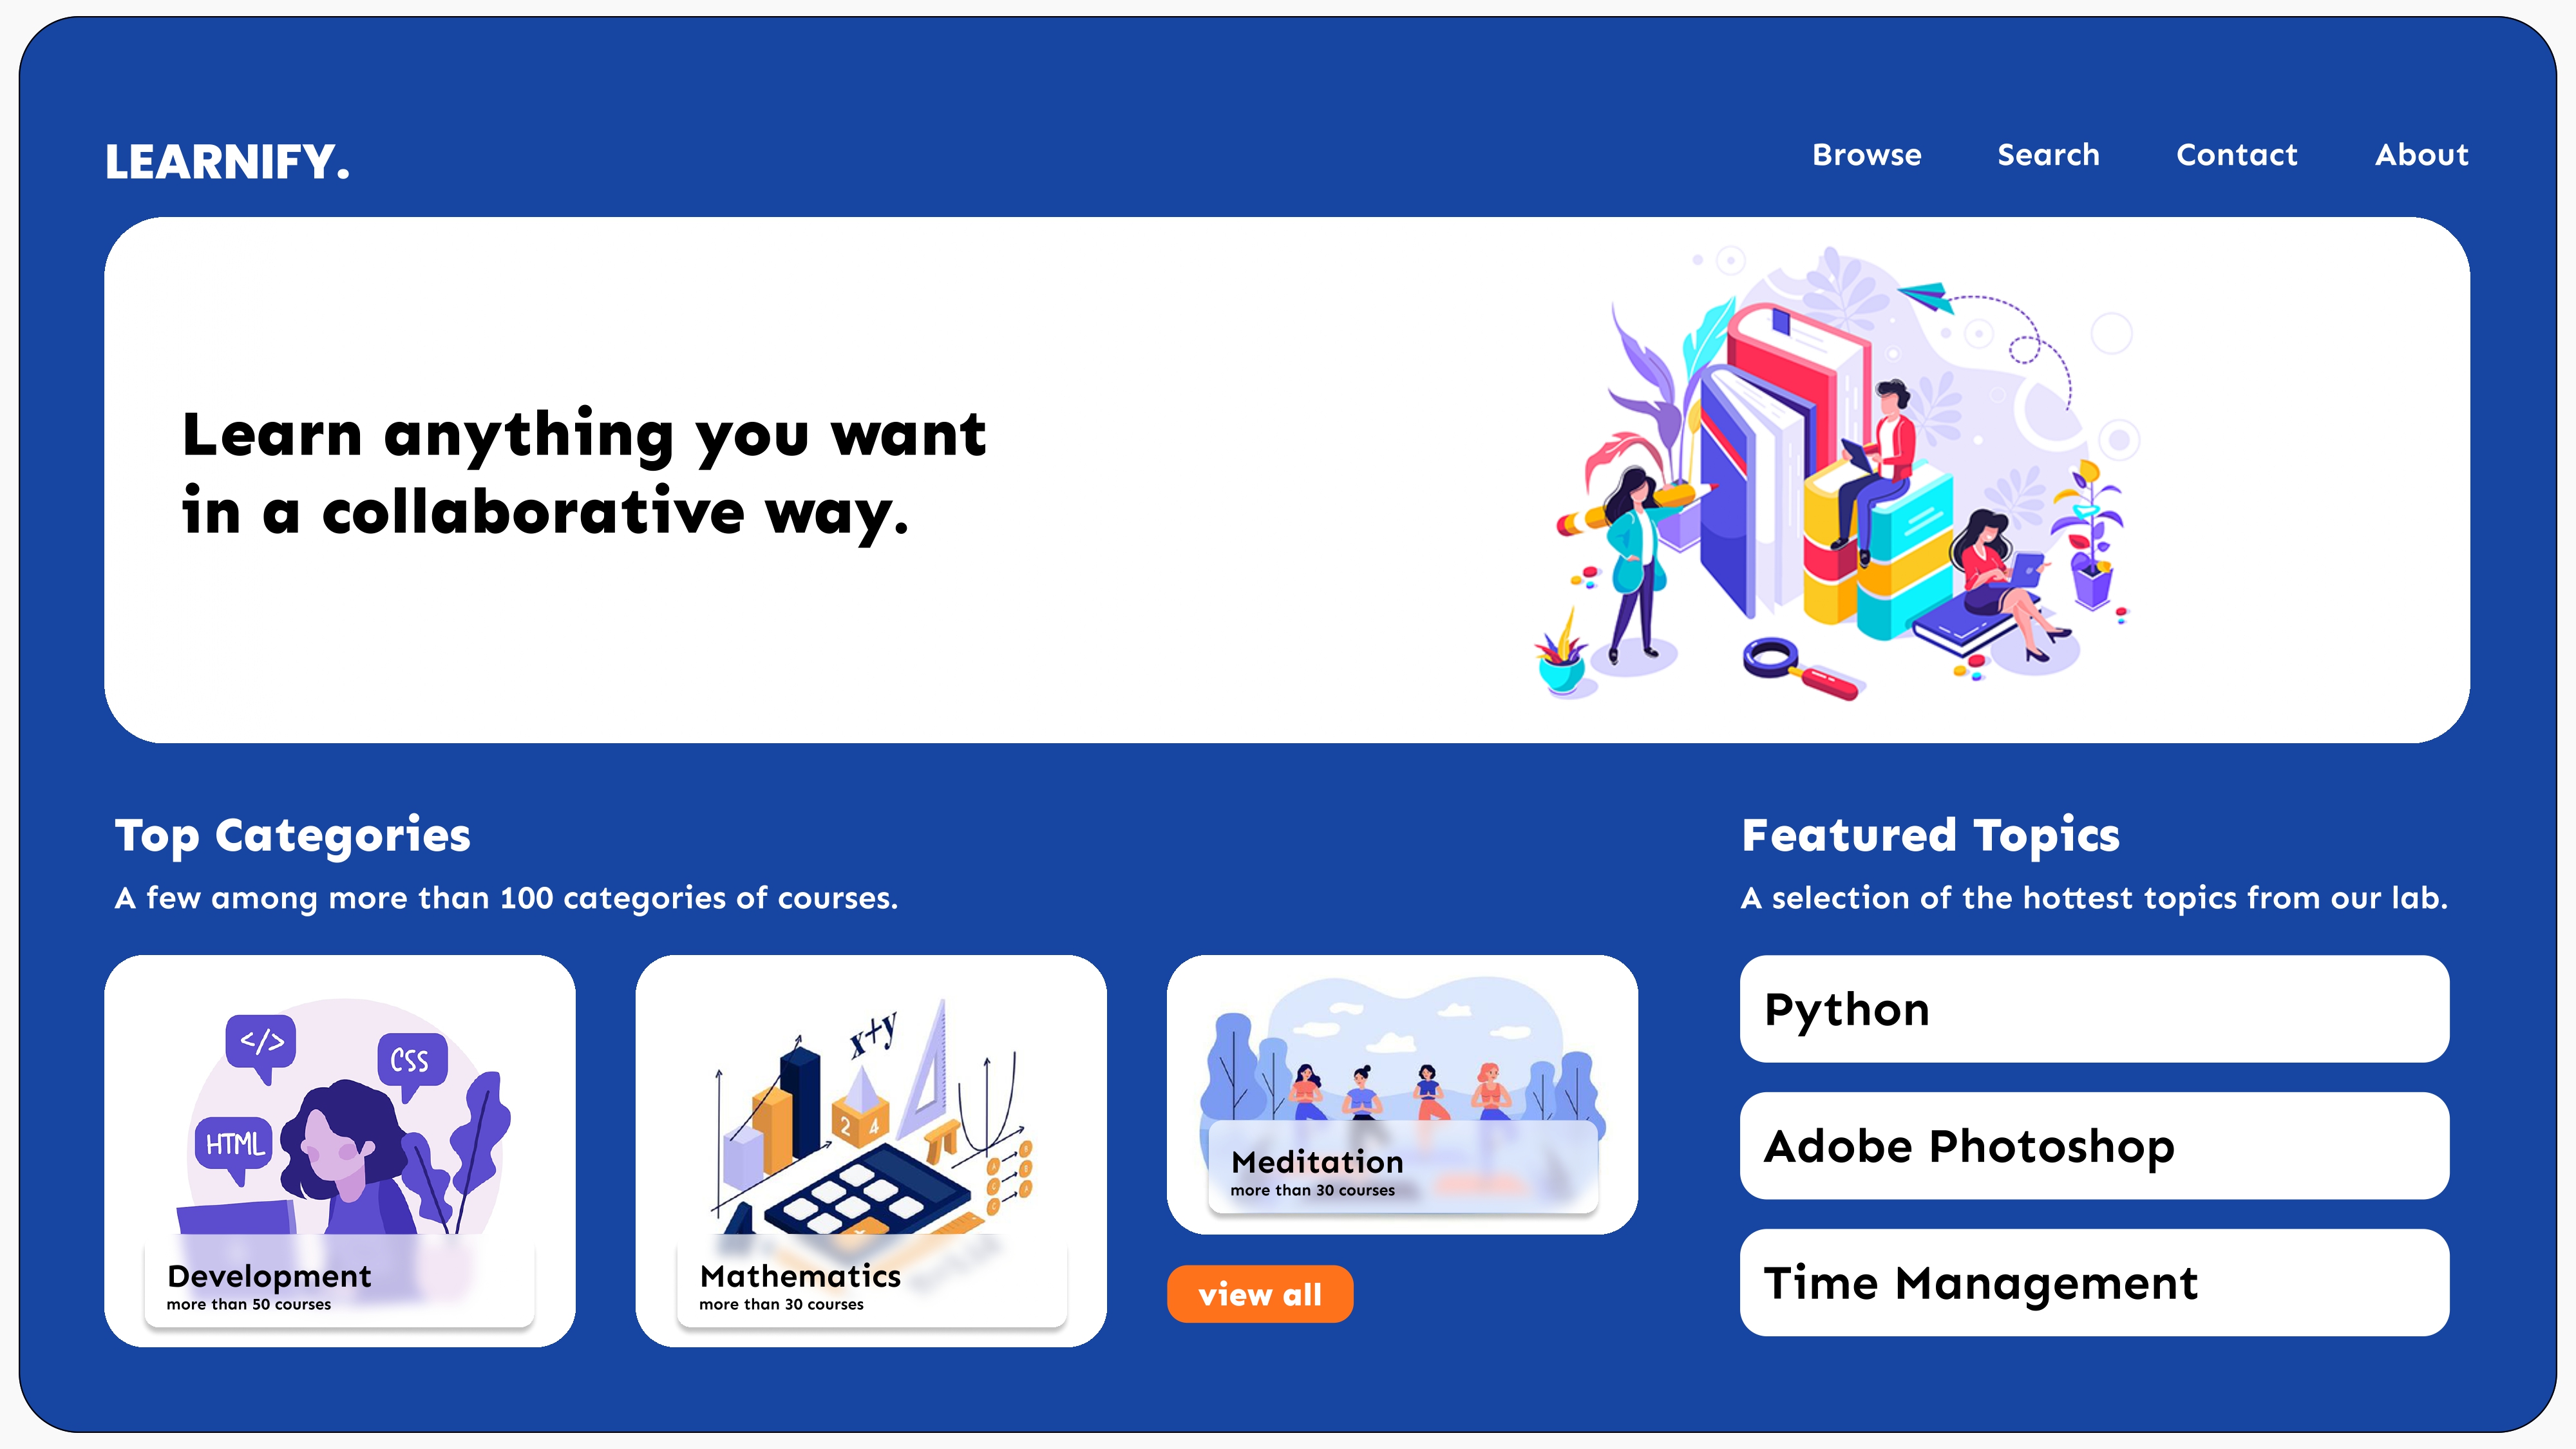 LEARNIFY.
Browse
Search
Contact
About
Learn anything you want
in a collaborative way.
Top Categories
A few among more than 100 categories of courses.
</>
CSS
HTML
Development
more than 50 courses
x+y
2 4
π
Mathematics
more than 30 courses
Meditation
more than 30 courses
view all
Featured Topics
A selection of the hottest topics from our lab.
Python
Adobe Photoshop
Time Management